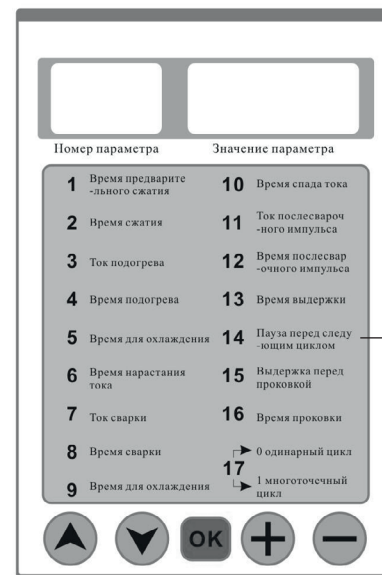 Номер параметра
Значение параметра
1 Время предварите
-льного сжатия
2 Время сжатия
3 Ток подогрева
4 Время подогрева
5 Время для охлаждения
6 Время нарастания
тока
7 Ток сварки
8 Время сварки
9 Время для охлаждения
10 Время спада тока
11 Ток послесвароч
-ного импульса
12 Время послесвар
-очного импульса
13 Время выдержки
14 Пауза перед следу
-ющим циклом
15 Выдержка перед
проковкой
16 Время проковки
17
0 одинарный цикл
1 многоточечный
цикл
OK